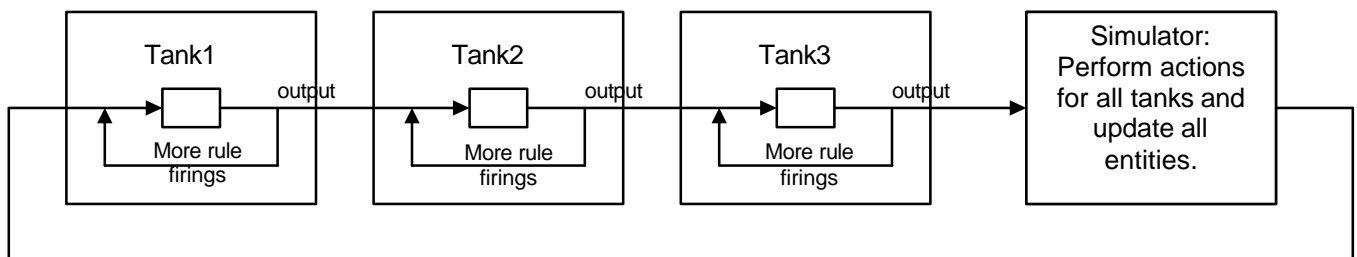 Tank1
output
More rule
firings
Tank2
output
More rule
firings
Tank3
output
More rule
firings
Simulator:
Perform actions
for all tanks and
update all
entities.